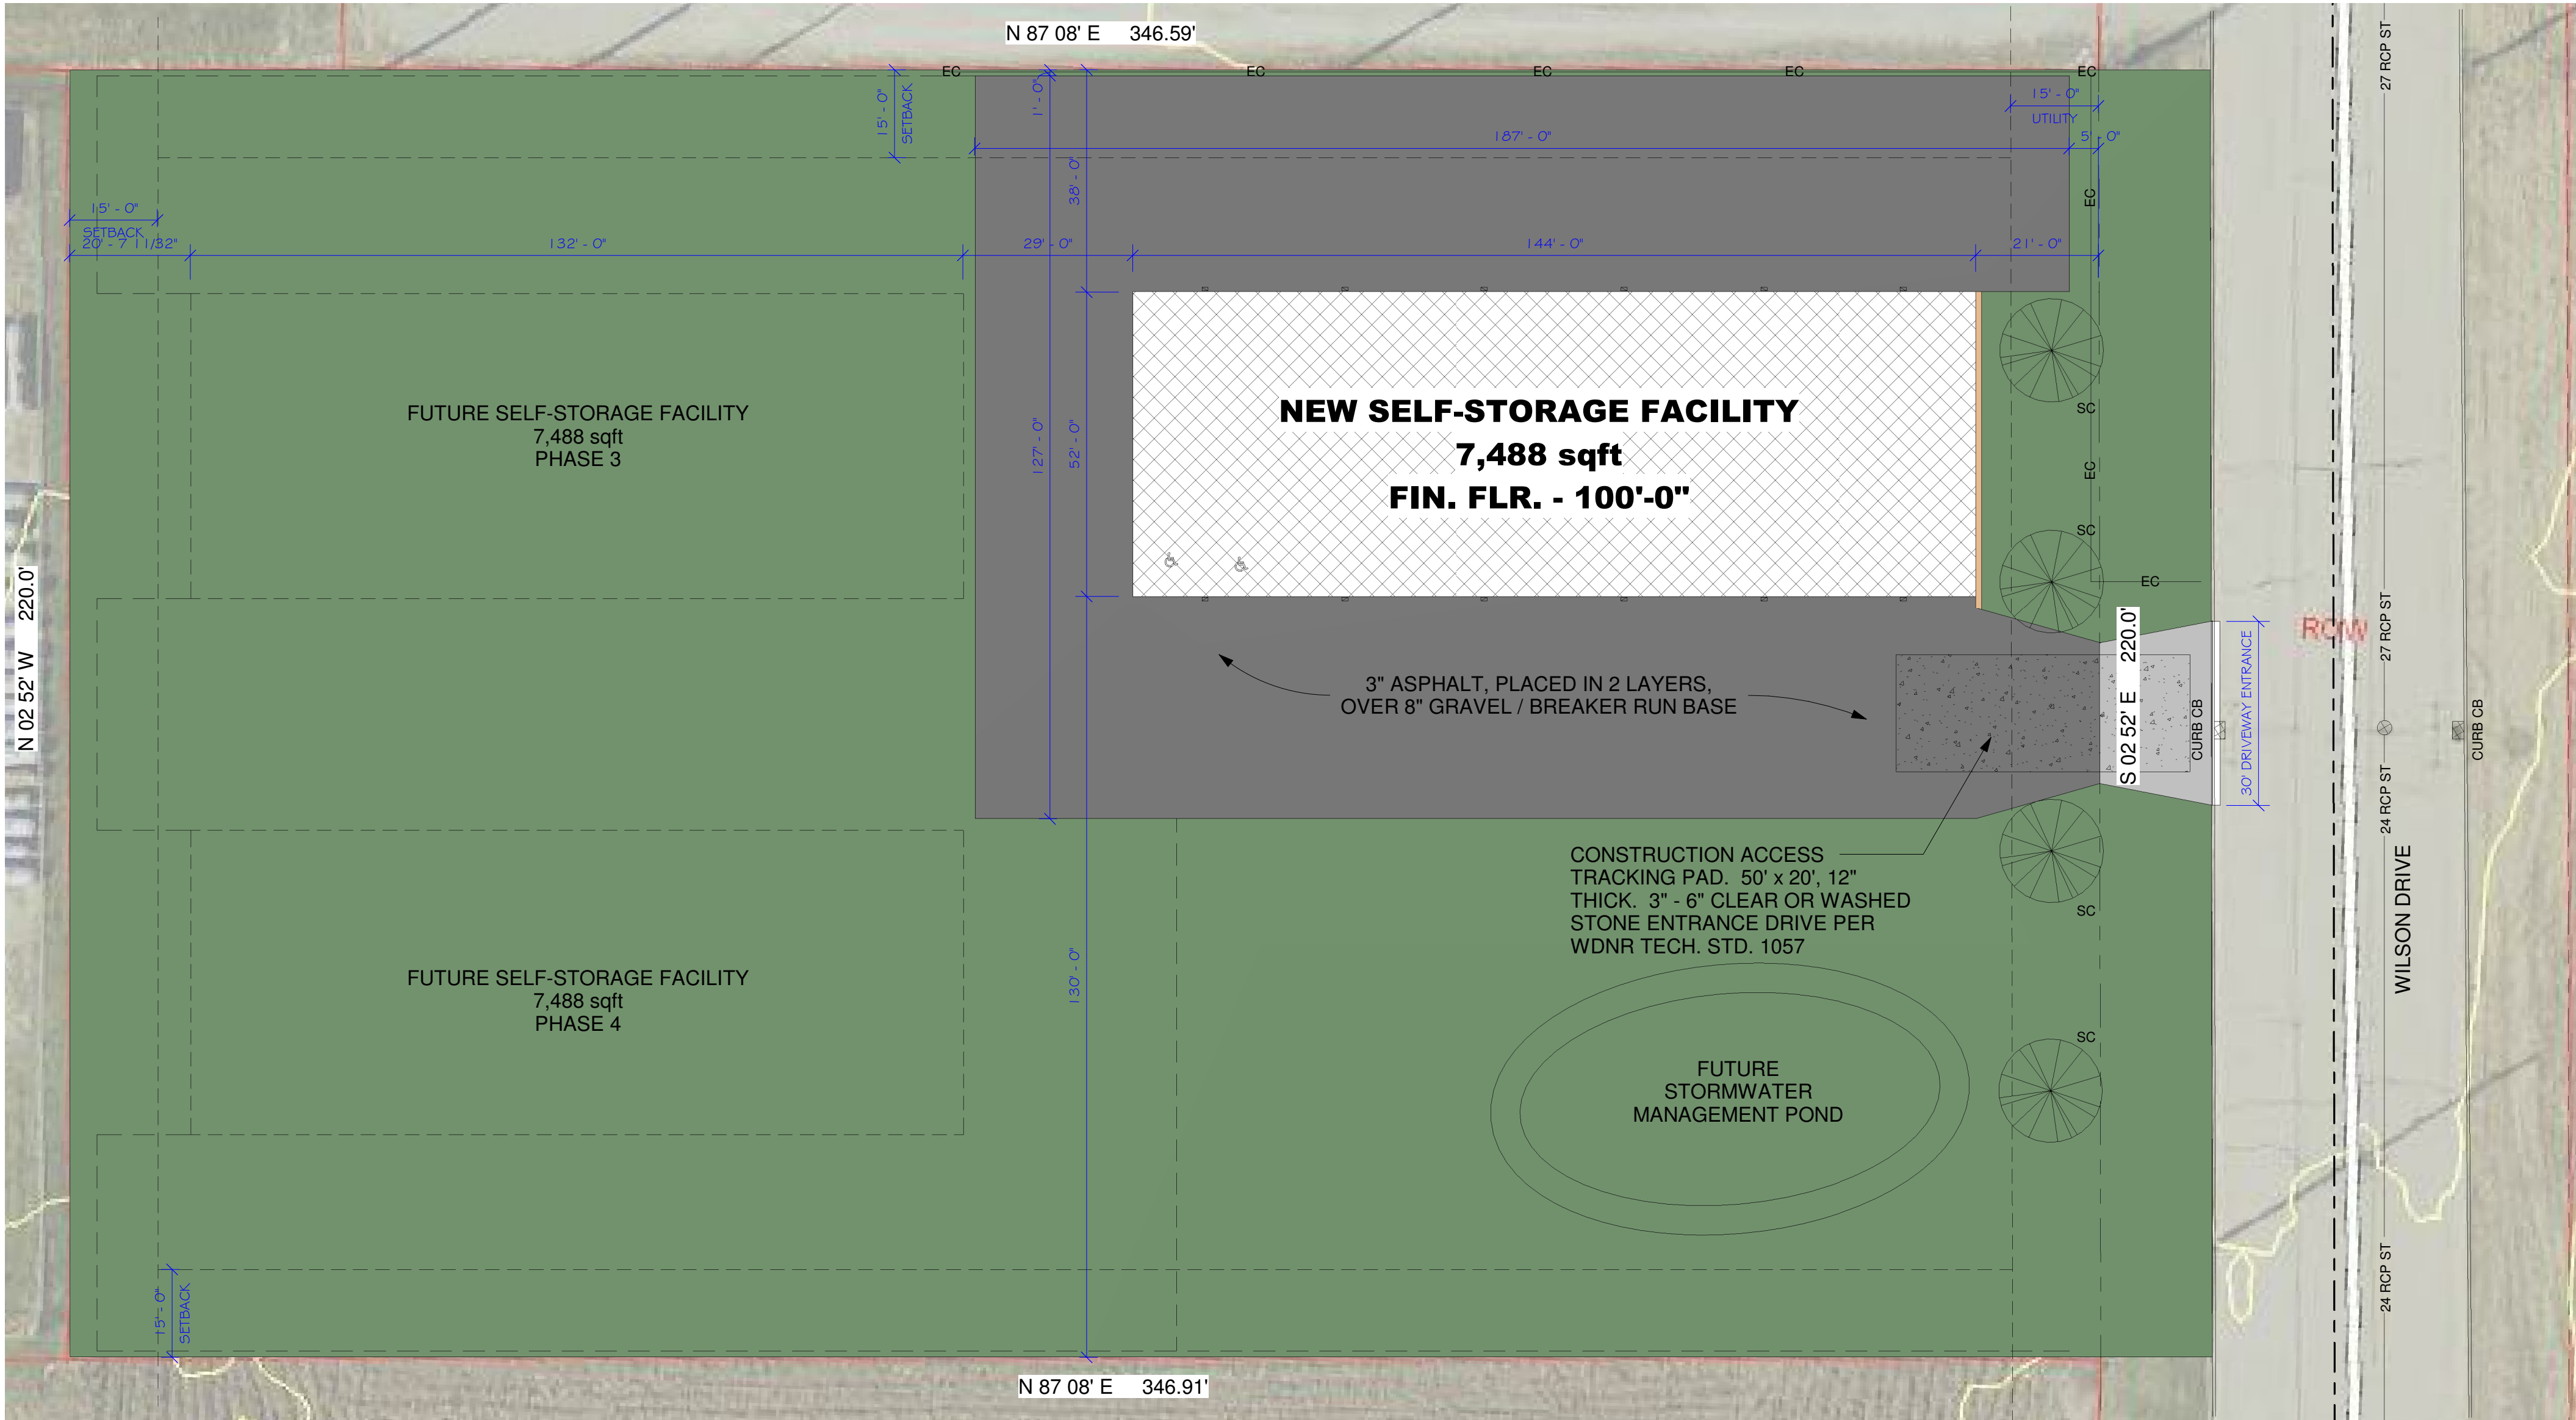 N 87 08' E 346.59'
27 RCP ST
EC
EC
EC
EC
EC
15' - 0"
SETBACK
1' - 0"
15' - 0"
UTILITY
187' - 0"
5' - 0"
38' - 0"
EC
15' - 0"
SETBACK
20' - 7 11/32"
132' - 0"
29' - 0"
144' - 0"
21' - 0"
FUTURE SELF-STORAGE FACILITY
7,488 sqft
PHASE 3
127' - 0"
52' - 0"
NEW SELF-STORAGE FACILITY
7,488 sqft
FIN. FLR. - 100'-0"
SC
EC
SC
EC
N 02 52' W 220.0'
S 02 52' E 220.0'
30' DRIVEWAY ENTRANCE
ROW
27 RCP ST
3" ASPHALT, PLACED IN 2 LAYERS,
OVER 8" GRAVEL / BREAKER RUN BASE
CURB CB
CURB CB
24 RCP ST
CONSTRUCTION ACCESS
TRACKING PAD. 50' x 20', 12"
THICK. 3" - 6" CLEAR OR WASHED
STONE ENTRANCE DRIVE PER
WDNR TECH. STD. 1057
SC
WILSON DRIVE
130' - 0"
FUTURE SELF-STORAGE FACILITY
7,488 sqft
PHASE 4
SC
FUTURE
STORMWATER
MANAGEMENT POND
15' - 0"
SETBACK
24 RCP ST
N 87 08' E 346.91'